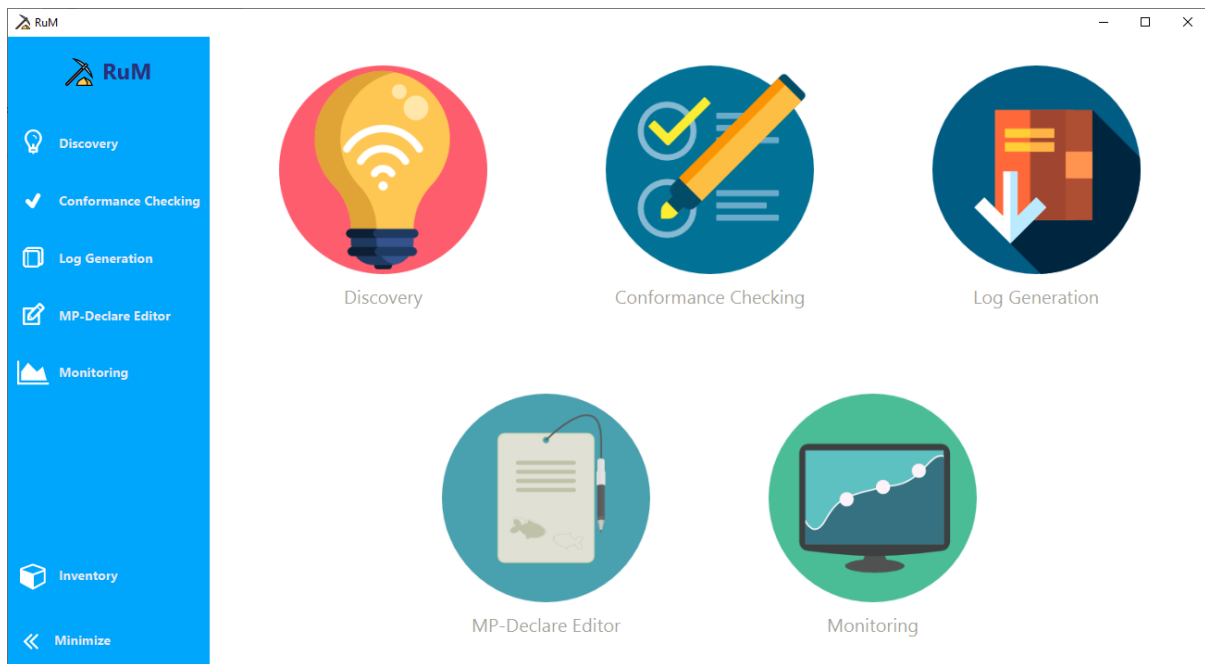 RuM
RuM
Discovery
Conformance Checking
Log Generation
MP-Declare Editor
Monitoring
Inventory
Minimize
Discovery
Conformance Checking
Log Generation
MP-Declare Editor
Monitoring